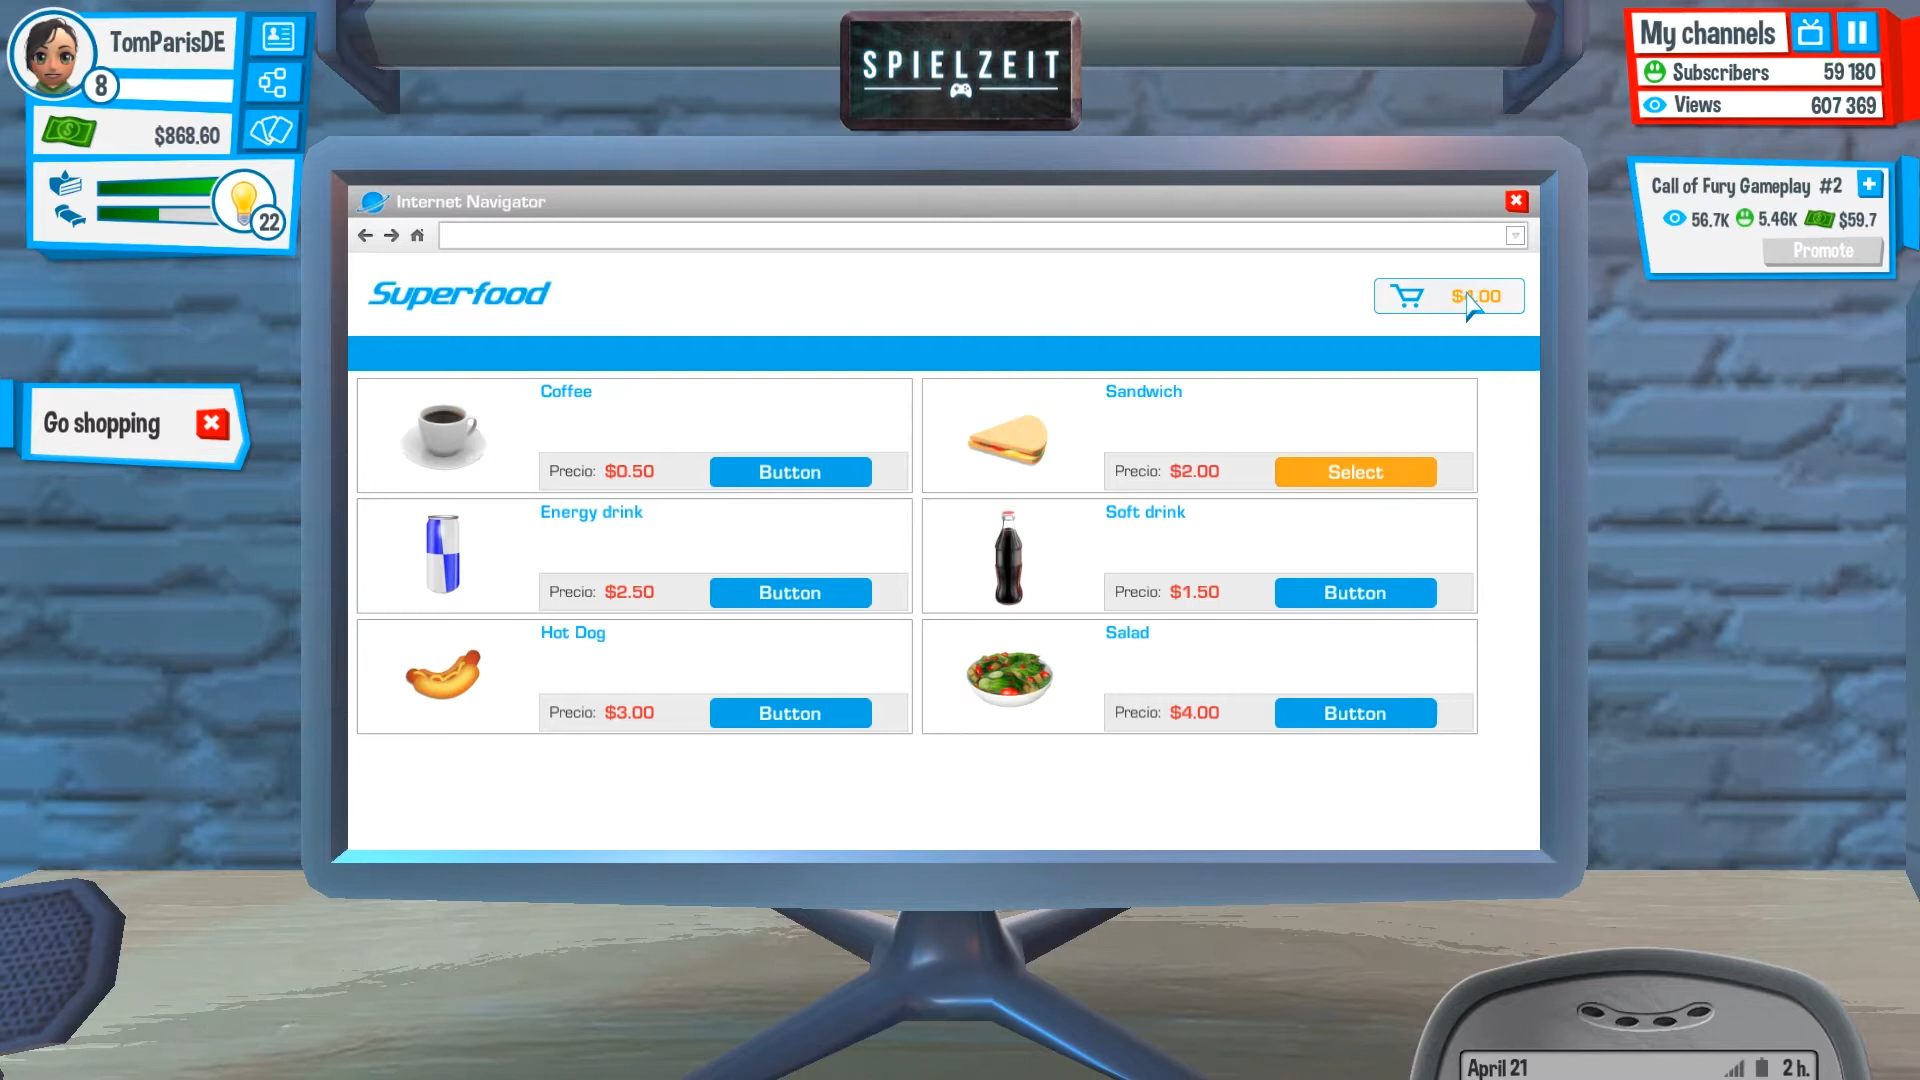 TomParisDE
8
$868.60
22
SPIELZEIT
My channels
Subscribers 59 180
Views 607 369
Call of Fury Gameplay #2
56.7K 5.46K $59.7
Promote
Go shopping
Internet Navigator
Superfood
Coffee
Precio: $0.50 Button
Sandwich
Precio: $2.00 Select
Energy drink
Precio: $2.50 Button
Soft drink
Precio: $1.50 Button
Hot Dog
Precio: $3.00 Button
Salad
Precio: $4.00 Button
April 21 2 h.